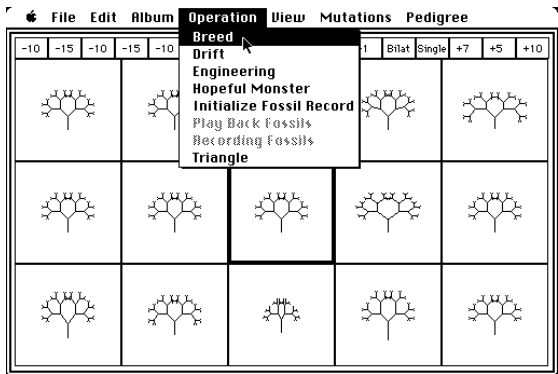 File Edit Album Operation View Mutations Pedigree
-10 -15 -10 -15 -10 Bilat Single +7 +5 +10
Breed
Drift
Engineering
Hopeful Monster
Initialize Fossil Record
Play Back Fossils
Recording Fossils
Triangle